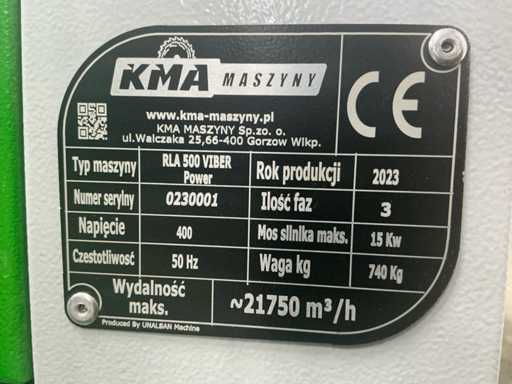 KMA MASZYNY
www.kma-maszyny.pl
KMA MASZYNY Sp.zo. o.
ul.Walczaka 25,66-400 Gorzow Wlkp.
CE
Typ maszyny RLA 500 VIBER Power Rok produkcji 2023
Numer serylny 0230001 Ilość faz 3
Napięcie 400 Mos silnika maks. 15 Kw
Czestotliwosć 50 Hz Waga kg 740 Kg
Wydalność maks. ~21750 m³/h
Produced By UNALSAN Machine